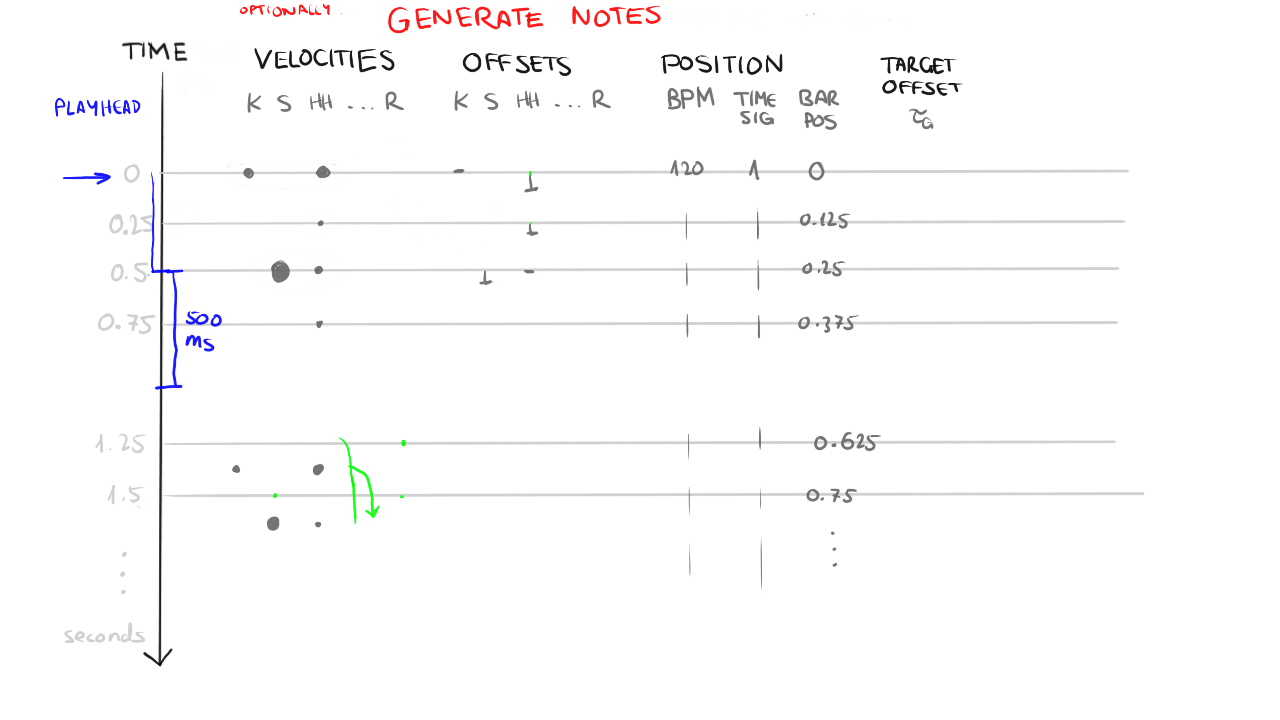 OPTIONALLY
GENERATE NOTES
TIME VELOCITIES OFFSETS POSITION TARGET OFFSET
PLAYHEAD K S HH ... R K S HH ... R BPM TIME SIG BAR POS τG
0 120 1 0
0.25 0.125
0.5 0.25
0.75 0.375
500
ms
1.25 0.625
1.5 0.75
seconds